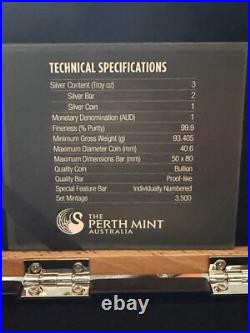 TECHNICAL SPECIFICATIONS
Silver Content (Troy oz) 3
Silver Bar 2
Silver Coin 1
Monetary Denomination (AUD) 1
Fineness (% Purity) 99.9
Minimum Gross Weight (g) 93.405
Maximum Diameter Coin (mm) 40.6
Maximum Dimensions Bar (mm) 50 x 80
Quality Coin Bullion
Quality Bar Proof-like
Special Feature Bar Individually Numbered
Set Mintage 3,500
THE
PERTH MINT
AUSTRALIA